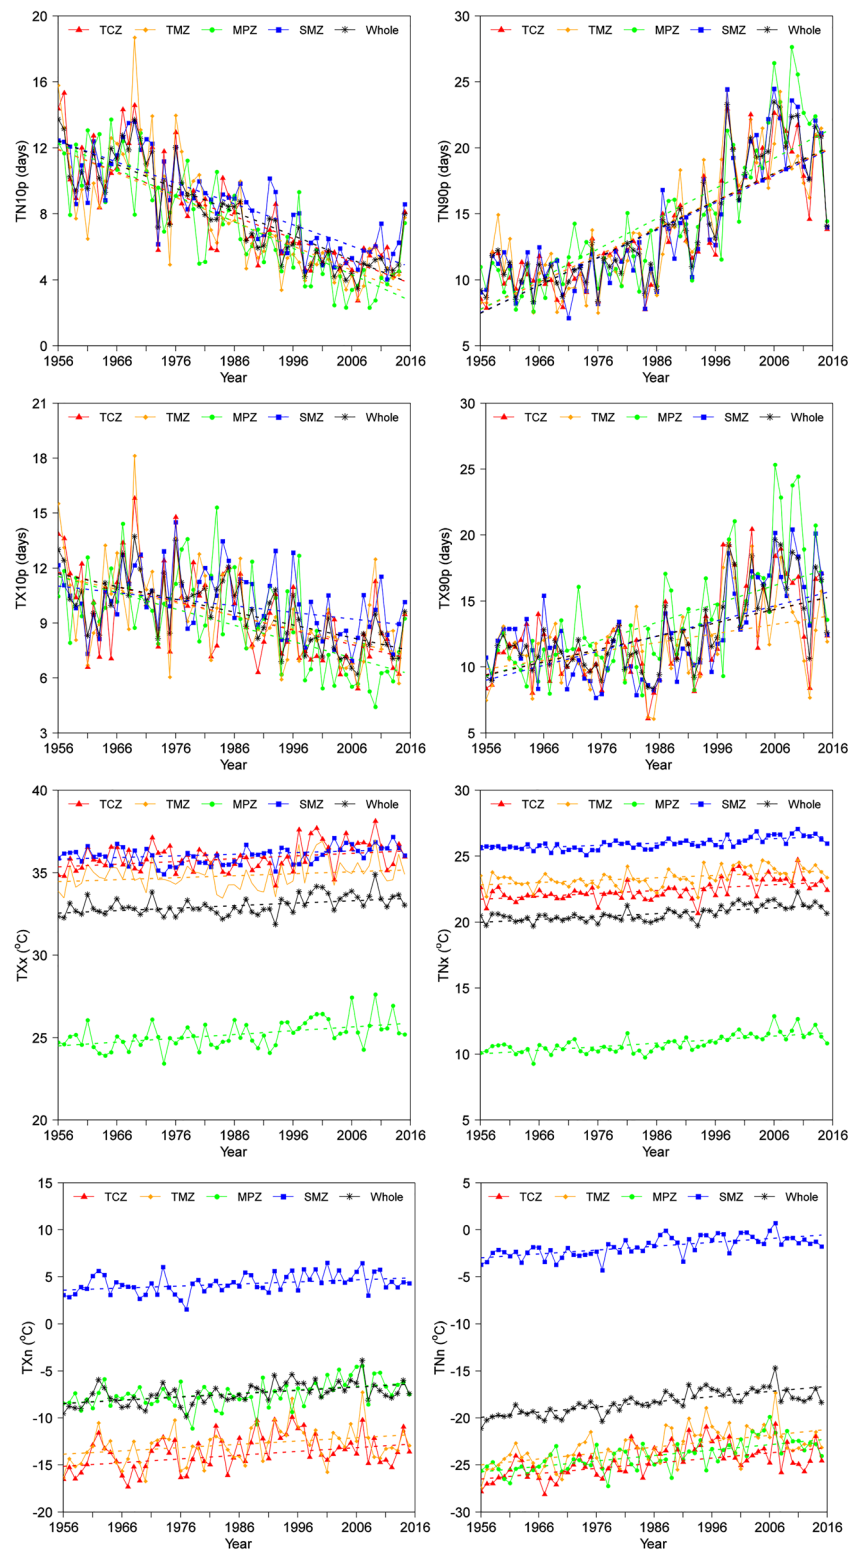 TCZ TMZ MPZ SMZ Whole
TN10p (days)
20
16
12
8
4
0
1956 1966 1976 1986 1996 2006 2016
Year
TCZ TMZ MPZ SMZ Whole
TN90p (days)
30
25
20
15
10
5
1956 1966 1976 1986 1996 2006 2016
Year
TCZ TMZ MPZ SMZ Whole
TX10p (days)
21
18
15
12
9
6
3
1956 1966 1976 1986 1996 2006 2016
Year
TCZ TMZ MPZ SMZ Whole
TX90p (days)
30
25
20
15
10
5
1956 1966 1976 1986 1996 2006 2016
Year
TCZ TMZ MPZ SMZ Whole
TXx (°C)
40
35
30
25
20
1956 1966 1976 1986 1996 2006 2016
Year
TCZ TMZ MPZ SMZ Whole
TNx (°C)
30
25
20
15
10
5
1956 1966 1976 1986 1996 2006 2016
Year
TCZ TMZ MPZ SMZ Whole
TXn (°C)
15
10
5
0
-5
-10
-15
-20
1956 1966 1976 1986 1996 2006 2016
Year
TCZ TMZ MPZ SMZ Whole
TNn (°C)
5
0
-5
-10
-15
-20
-25
-30
1956 1966 1976 1986 1996 2006 2016
Year